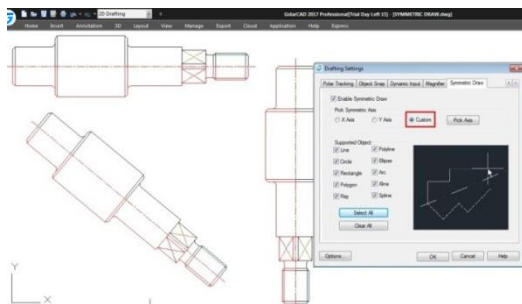 2D Drafting
GstarCAD 2017 Professional(Trial Day Left 15) - [SYMMETRIC DRAW.dwg]
Home Insert Annotation 3D Layout View Manage Export Cloud Application Help Express
Drafting Settings
Polar Tracking Object Snap Dynamic Input Magnifier Symmetric Draw
Enable Symmetric Draw
Pick Symmetric Axis
X Axis Y Axis Custom Pick Axis
Supported Object
Line Polyline
Circle Ellipse
Rectangle Arc
Polygon Xline
Ray Spline
Select All
Clear All
Options... OK Cancel Help
Y
X